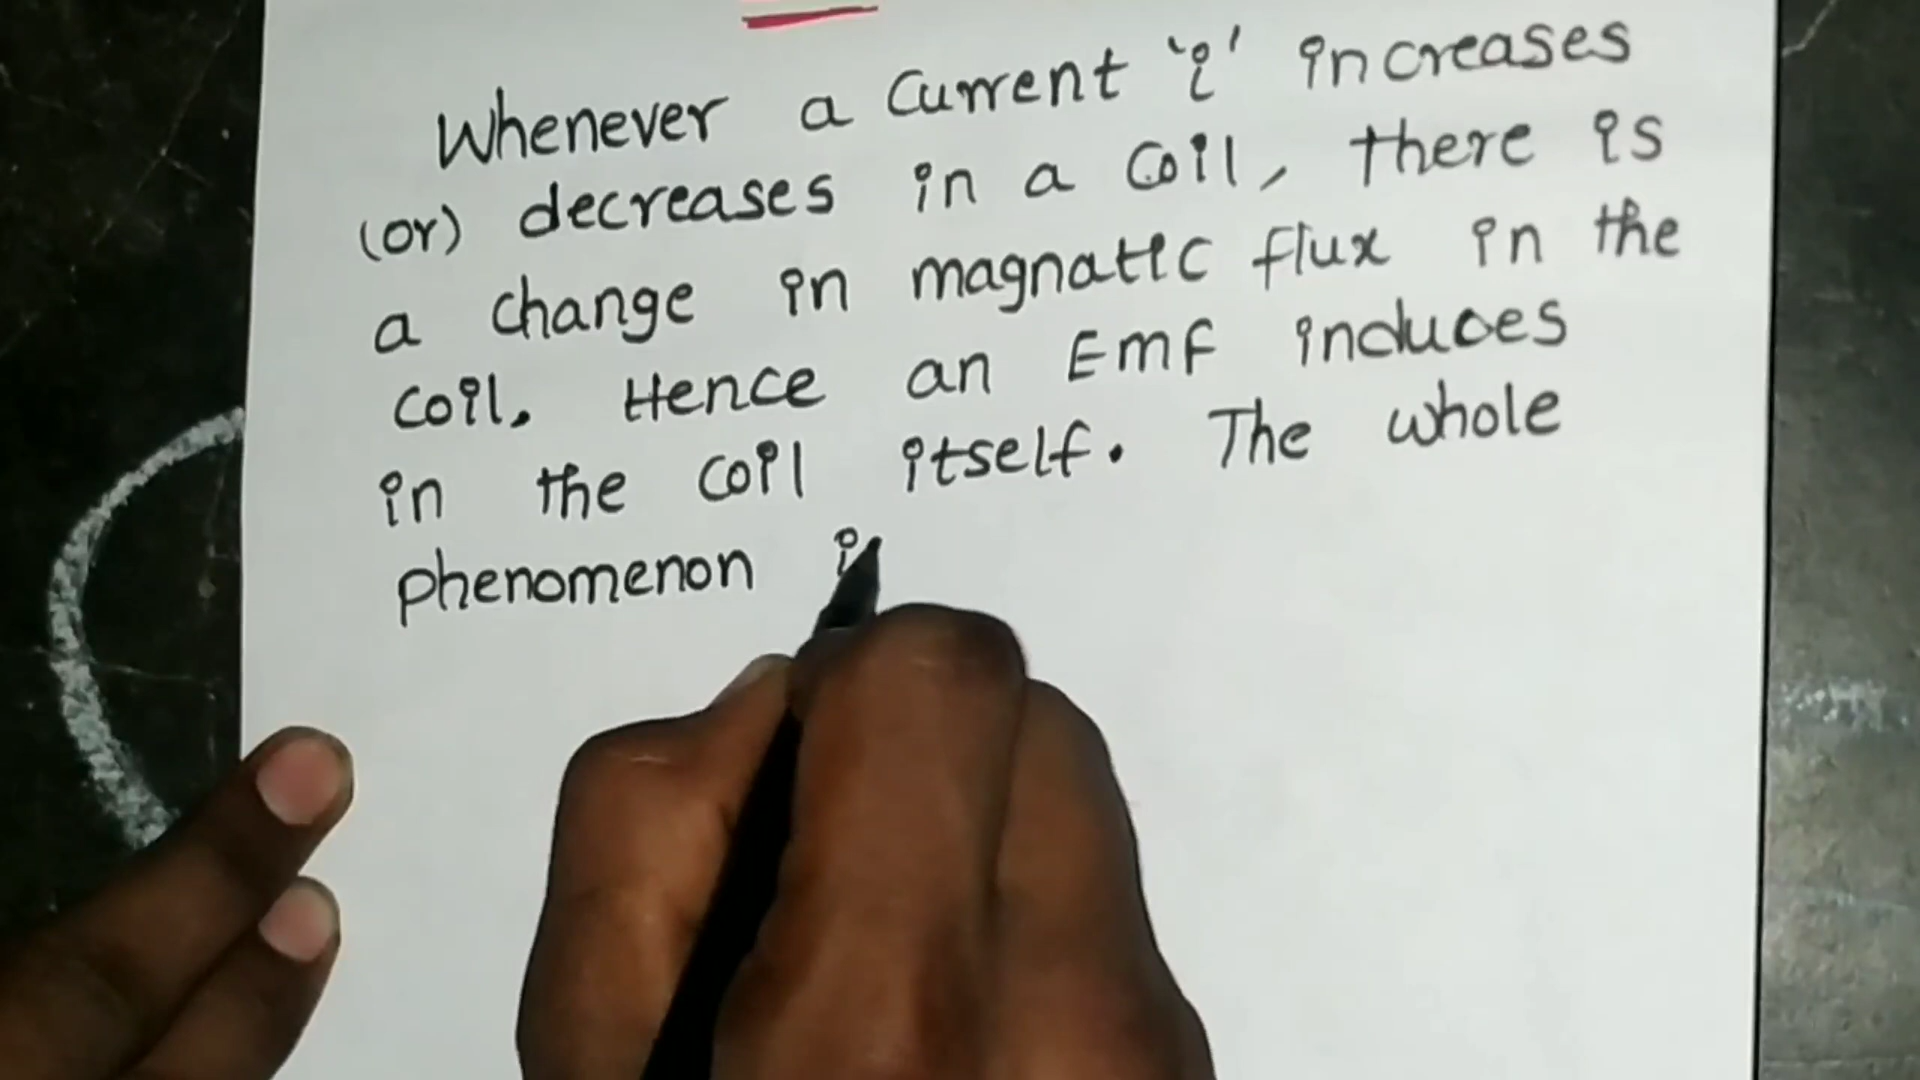 Whenever a current 'i' increases
(or) decreases in a coil, there is
a change in magnatic flux in the
coil. Hence an Emf induces
in the coil itself. The whole
phenomenon i